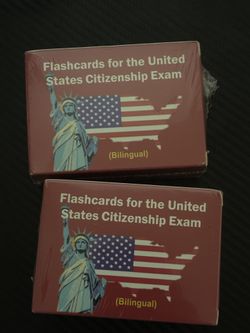 Flashcards for the United
States Citizenship Exam
(Bilingual)
Flashcards for the United
States Citizenship Exam
(Bilingual)